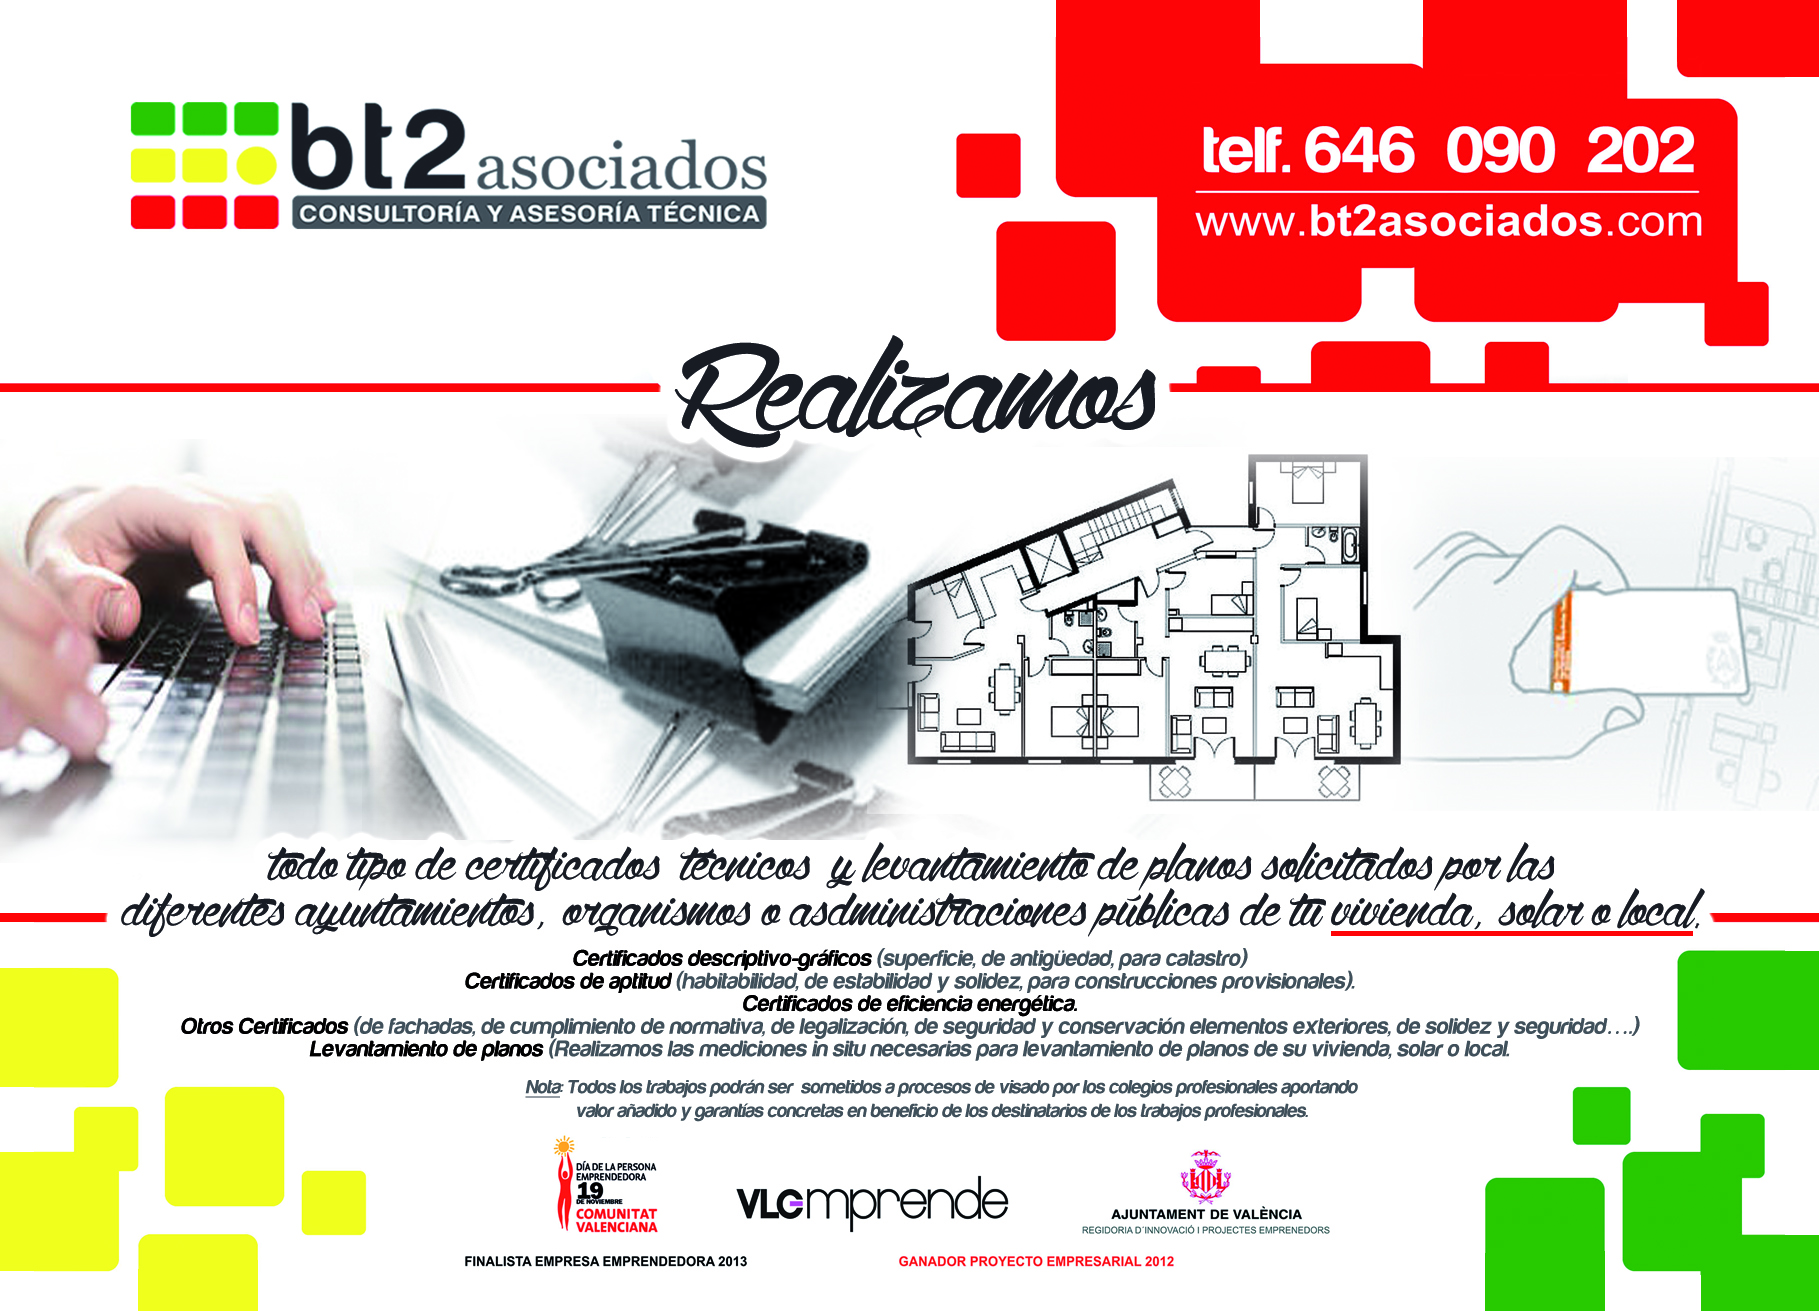 bt2 asociados
CONSULTORÍA Y ASESORÍA TÉCNICA
telf. 646 090 202
www.bt2asociados.com
Realizamos
todo tipo de certificados técnicos y levantamiento de planos solicitados por las
diferentes ayuntamientos, organismos o asdministraciones públicas de tu vivienda, solar o local.
Certificados descriptivo-gráficos (superficie, de antigüedad, para catastro)
Certificados de aptitud (habitabilidad, de estabilidad y solidez, para construcciones provisionales).
Certificados de eficiencia energética.
Otros Certificados (de fachadas, de cumplimiento de normativa, de legalización, de seguridad y conservación elementos exteriores, de solidez y seguridad....)
Levantamiento de planos (Realizamos las mediciones in situ necesarias para levantamiento de planos de su vivienda, solar o local.
Nota: Todos los trabajos podrán ser sometidos a procesos de visado por los colegios profesionales aportando
valor añadido y garantías concretas en beneficio de los destinatarios de los trabajos profesionales.
DÍA DE LA PERSONA
EMPRENDEDORA
19
DE NOVIEMBRE
COMUNITAT
VALENCIANA
VLCemprende
AJUNTAMENT DE VALÈNCIA
REGIDORIA D´INNOVACIÓ I PROJECTES EMPRENEDORS
FINALISTA EMPRESA EMPRENDEDORA 2013
GANADOR PROYECTO EMPRESARIAL 2012